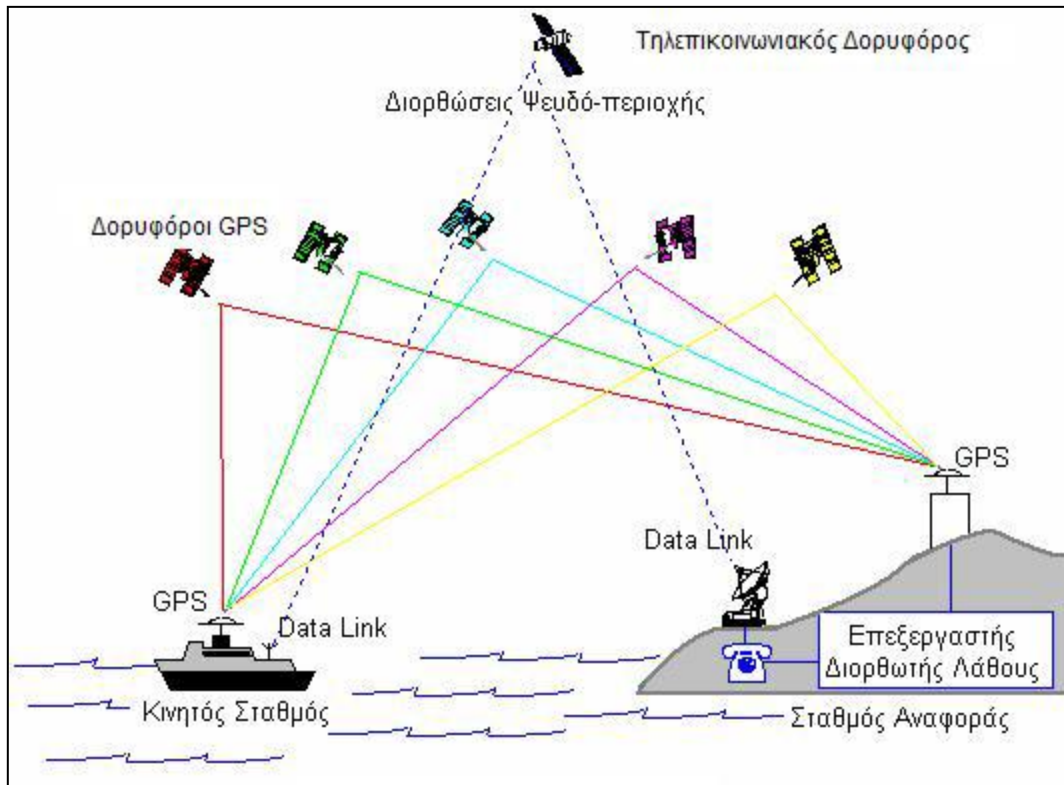 Τηλεπικοινωνιακός Δορυφόρος
Διορθώσεις Ψευδό-περιοχής
Δορυφόροι GPS
GPS
Data Link
GPS
Data Link
Επεξεργαστής
Διορθωτής Λάθους
Κινητός Σταθμός
Σταθμός Αναφοράς